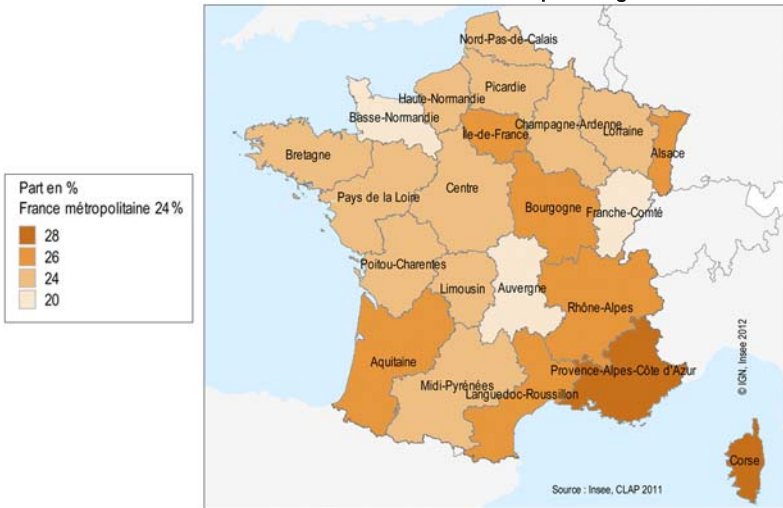 Part en %
France métropolitaine 24 %
28
26
24
20
Nord-Pas-de-Calais
Picardie
Haute-Normandie
Basse-Normandie
Île-de-France
Champagne-Ardenne
Lorraine
Alsace
Bretagne
Pays de la Loire
Centre
Bourgogne
Franche-Comté
Poitou-Charentes
Limousin
Auvergne
Rhône-Alpes
Aquitaine
Midi-Pyrénées
Languedoc-Roussillon
Provence-Alpes-Côte d'Azur
Corse
© IGN, Insee 2012
Source : Insee, CLAP 2011